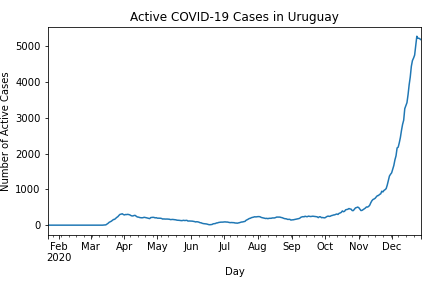 Active COVID-19 Cases in Uruguay
Number of Active Cases
5000
4000
3000
2000
1000
0
Feb Mar Apr May Jun Jul Aug Sep Oct Nov Dec
2020
Day